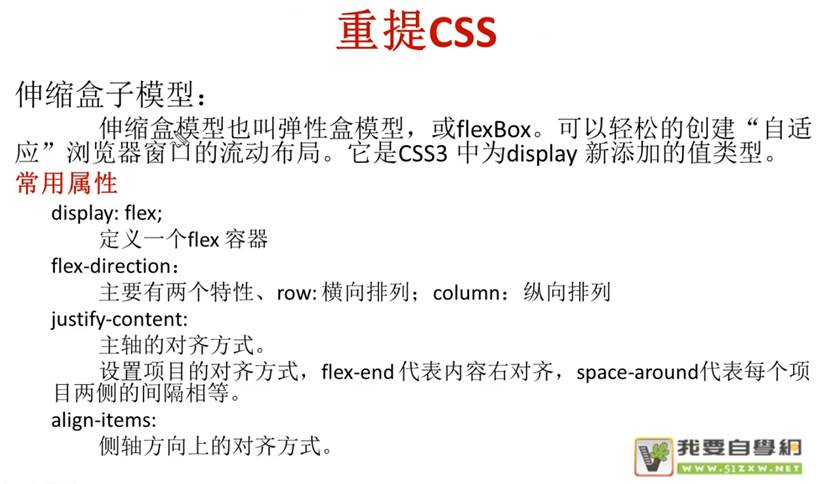 重提CSS
伸缩盒子模型：
伸缩盒模型也叫弹性盒模型，或flexBox。可以轻松的创建“自适
应”浏览器窗口的流动布局。它是CSS3 中为display 新添加的值类型。
常用属性
display: flex;
定义一个flex 容器
flex-direction：
主要有两个特性、row: 横向排列；column：纵向排列
justify-content:
主轴的对齐方式。
设置项目的对齐方式，flex-end 代表内容右对齐，space-around代表每个项
目两侧的间隔相等。
align-items:
侧轴方向上的对齐方式。
我要自學網
WWW.51ZXW.NET